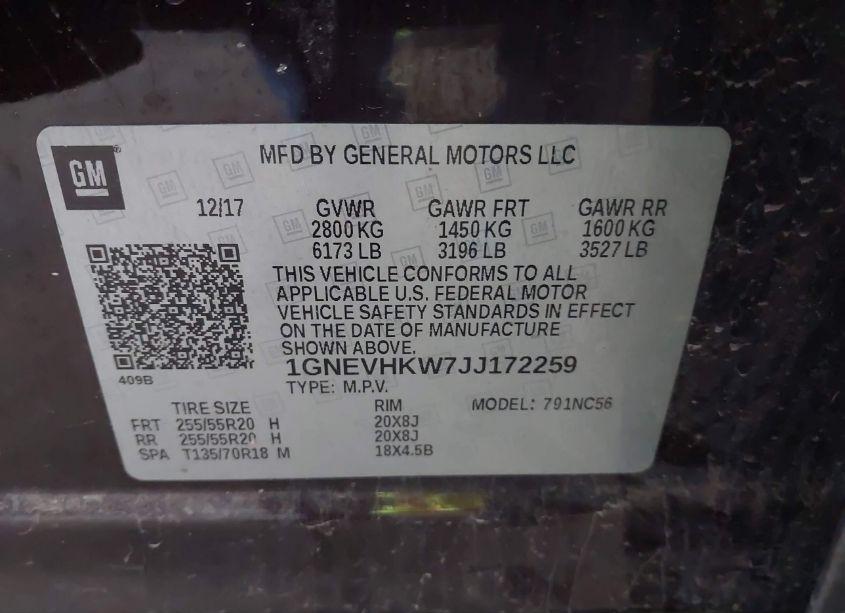 GM
MFD BY GENERAL MOTORS LLC
12/17 GVWR GAWR FRT GAWR RR
2800 KG 1450 KG 1600 KG
6173 LB 3196 LB 3527 LB
THIS VEHICLE CONFORMS TO ALL
APPLICABLE U.S. FEDERAL MOTOR
VEHICLE SAFETY STANDARDS IN EFFECT
ON THE DATE OF MANUFACTURE
SHOWN ABOVE.
409B
1GNEVHKW7JJ172259
TYPE: M.P.V.
TIRE SIZE RIM MODEL: 791NC56
FRT 255/55R20 H 20X8J
RR 255/55R20 H 20X8J
SPA T135/70R18 M 18X4.5B